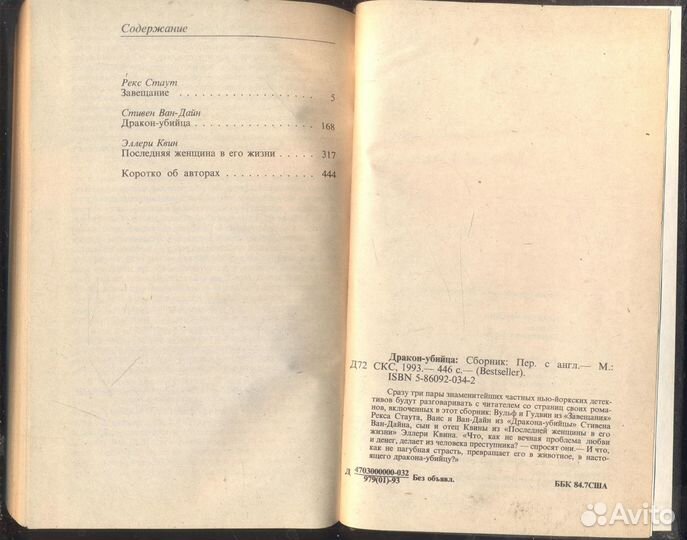 Содержание
Рекс Стаут
Завещание . . . . . . . . . . . . . . . . . . . . 5
Стивен Ван-Дайн
Дракон-убийца . . . . . . . . . . . . . . . . . 168
Эллери Квин
Последняя женщина в его жизни . . . . . 317
Коротко об авторах . . . . . . . . . . . . . 444
Дракон-убийца: Сборник: Пер. с англ.— М.:
Д72 СКС, 1993.— 446 с.— (Bestseller).
ISBN 5-86092-034-2
Сразу три пары знаменитейших частных нью-йоркских детек-
тивов будут разговаривать с читателем со страниц своих рома-
нов, включенных в этот сборник: Вульф и Гудвин из «Завещания»
Рекса Стаута, Ванс и Ван-Дайн из «Дракона-убийцы» Стивена
Ван-Дайна, сын и отец Квины из «Последней женщины в его
жизни» Эллери Квина. «Что, как не вечная проблема любви
и денег, делает из человека преступника? — спросят они.— И что,
как не пагубная страсть, превращает его в животное, в насто-
ящего дракона-убийцу?»
Д 4703000000-032
979(01)-93 Без объявл.
ББК 84.7США
Avito